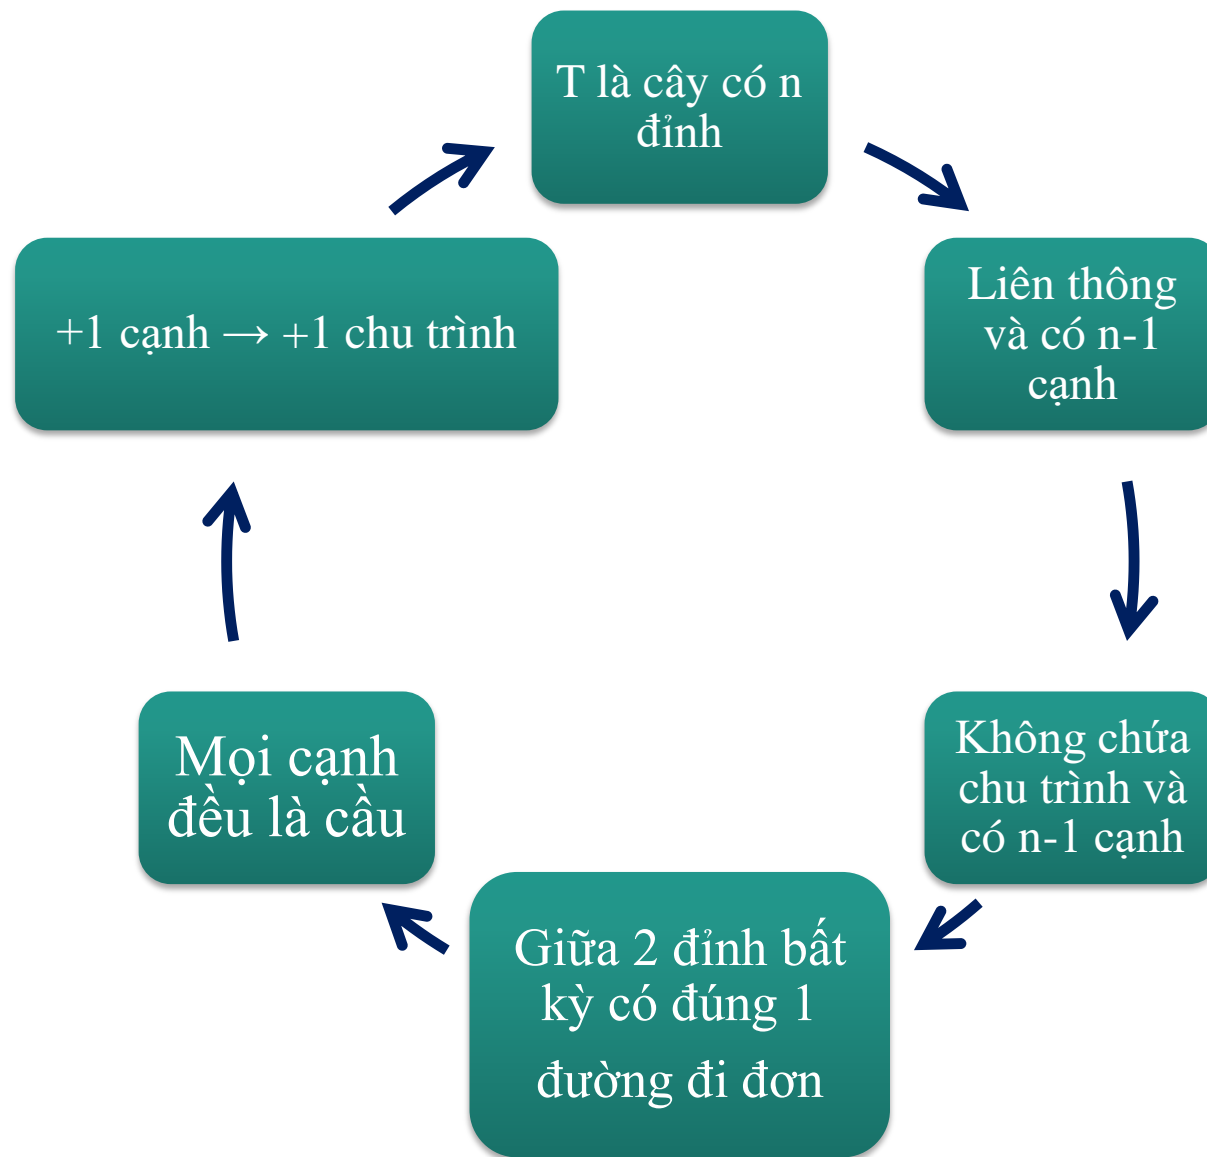 T là cây có n
đỉnh
Liên thông
và có n-1
cạnh
Không chứa
chu trình và
có n-1 cạnh
Giữa 2 đỉnh bất
kỳ có đúng 1
đường đi đơn
Mọi cạnh
đều là cầu
+1 cạnh → +1 chu trình